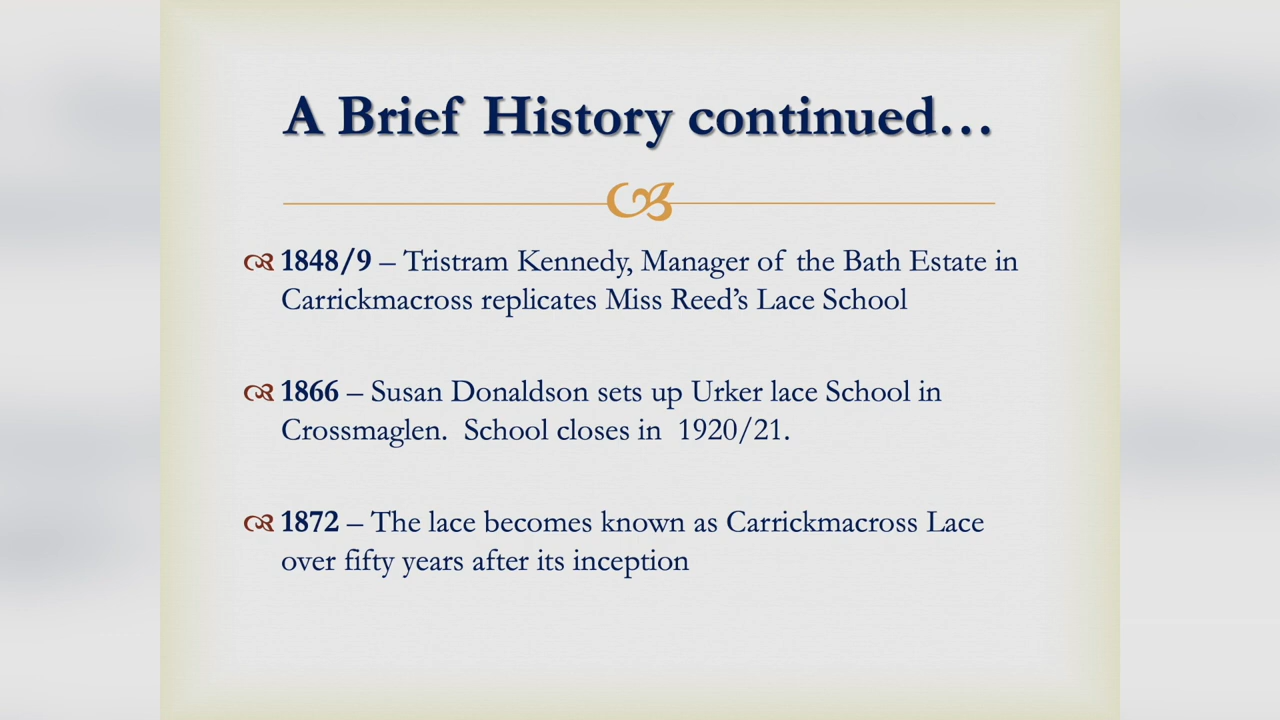 A Brief History continued…
1848/9 – Tristram Kennedy, Manager of the Bath Estate in
Carrickmacross replicates Miss Reed’s Lace School
1866 – Susan Donaldson sets up Urker lace School in
Crossmaglen.  School closes in  1920/21.
1872 – The lace becomes known as Carrickmacross Lace
over fifty years after its inception